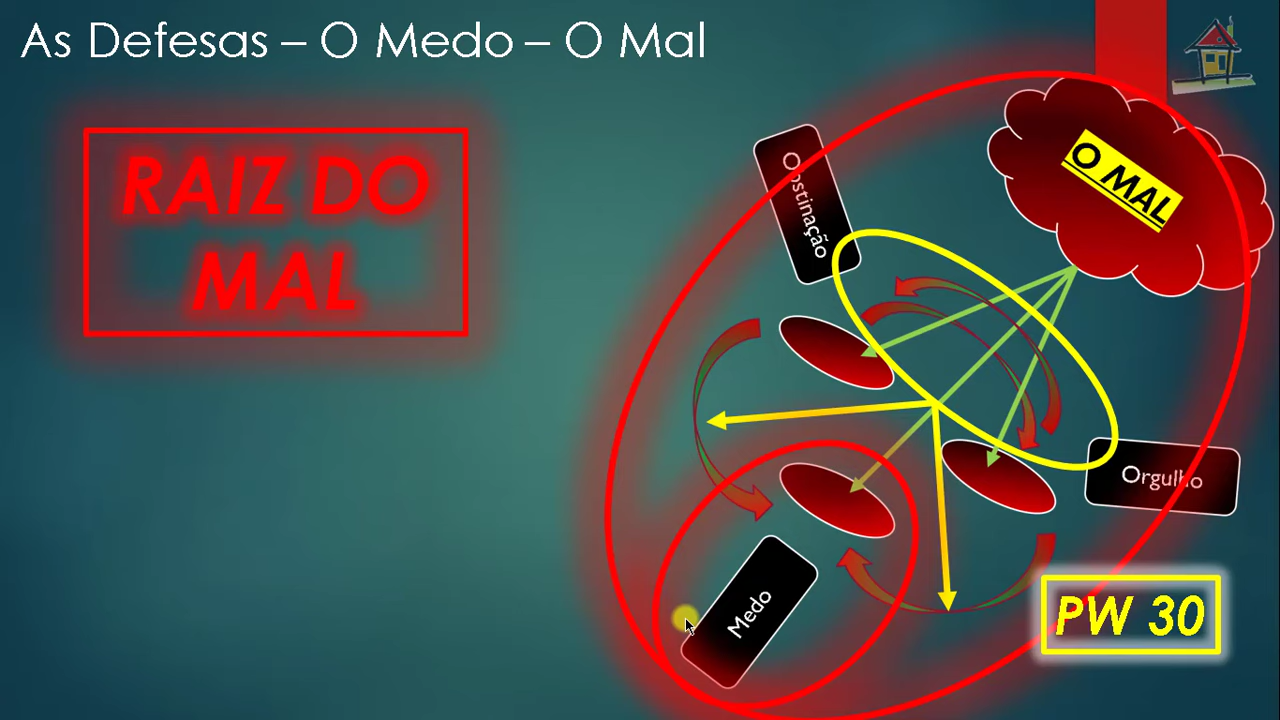 As Defesas – O Medo – O Mal
RAIZ DO
MAL
O MAL
Obstinação
Orgulho
Medo
PW 30